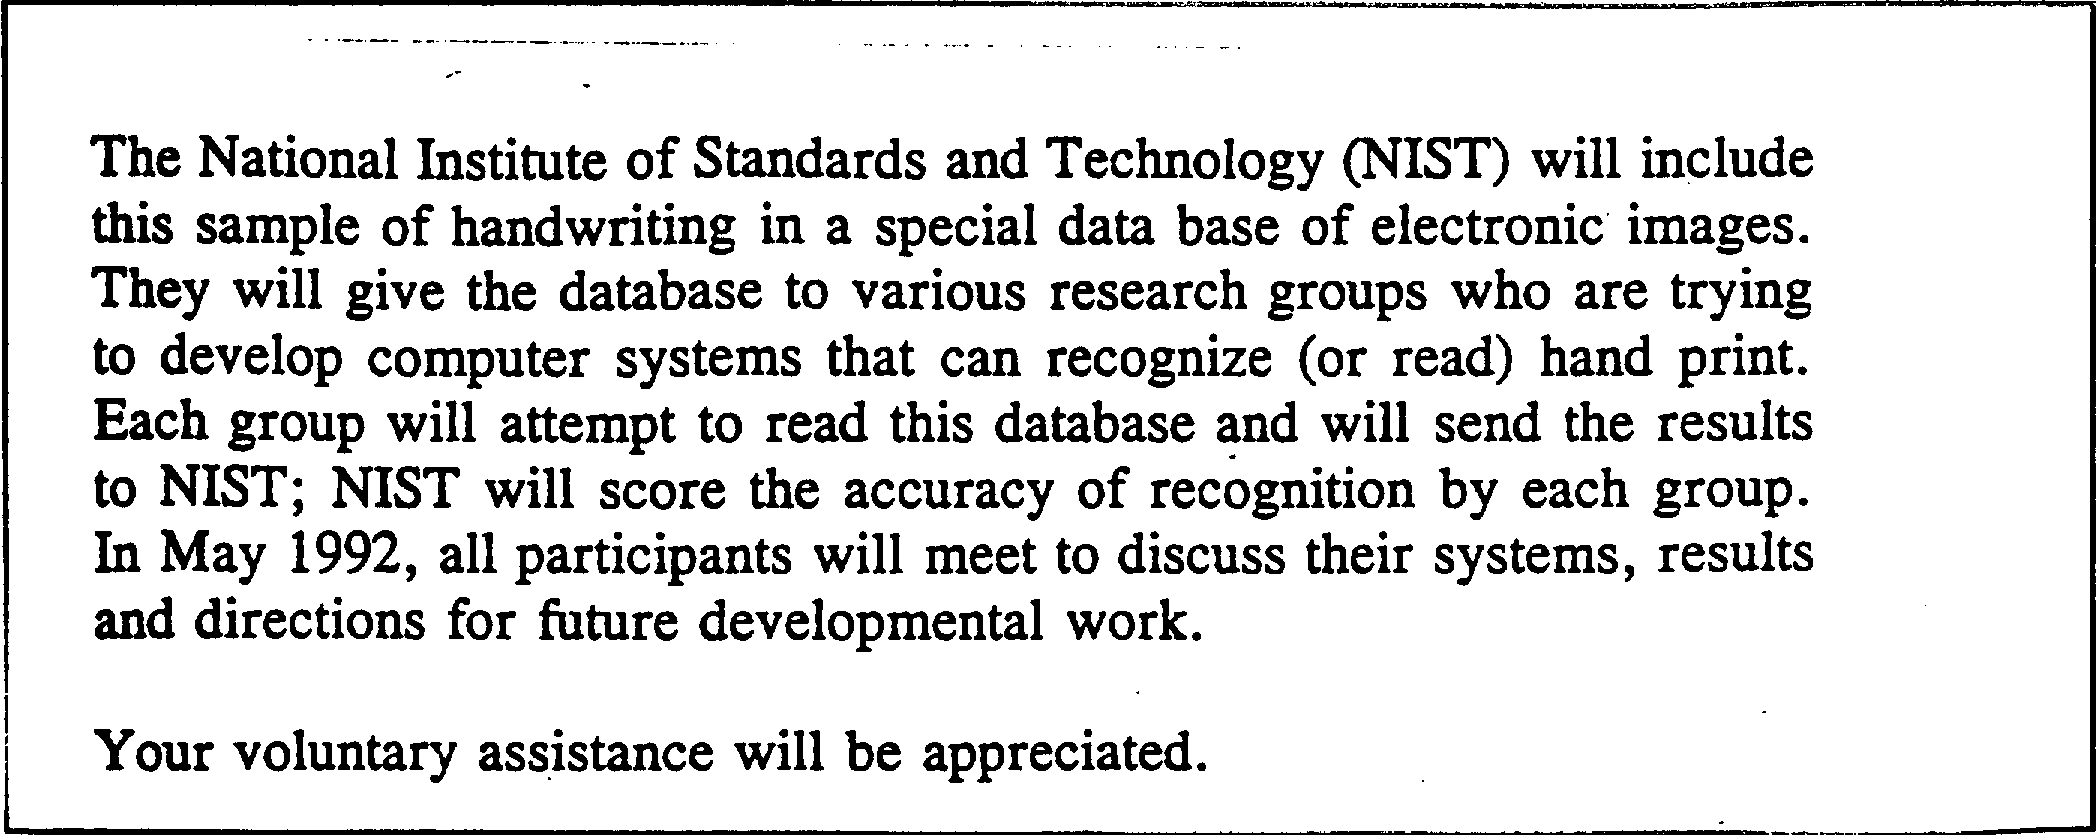 The National Institute of Standards and Technology (NIST) will include
this sample of handwriting in a special data base of electronic images.
They will give the database to various research groups who are trying
to develop computer systems that can recognize (or read) hand print.
Each group will attempt to read this database and will send the results
to NIST; NIST will score the accuracy of recognition by each group.
In May 1992, all participants will meet to discuss their systems, results
and directions for future developmental work.
Your voluntary assistance will be appreciated.